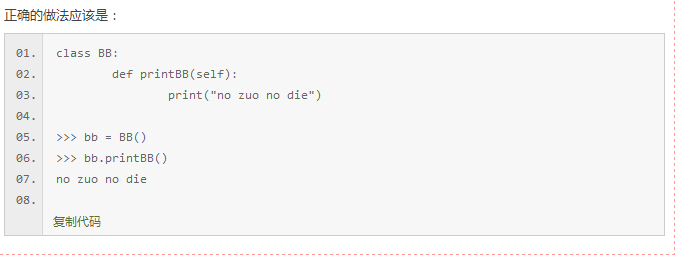 正确的做法应该是：
01. class BB:
02.         def printBB(self):
03.                 print("no zuo no die")
04.
05. >>> bb = BB()
06. >>> bb.printBB()
07. no zuo no die
08.
复制代码